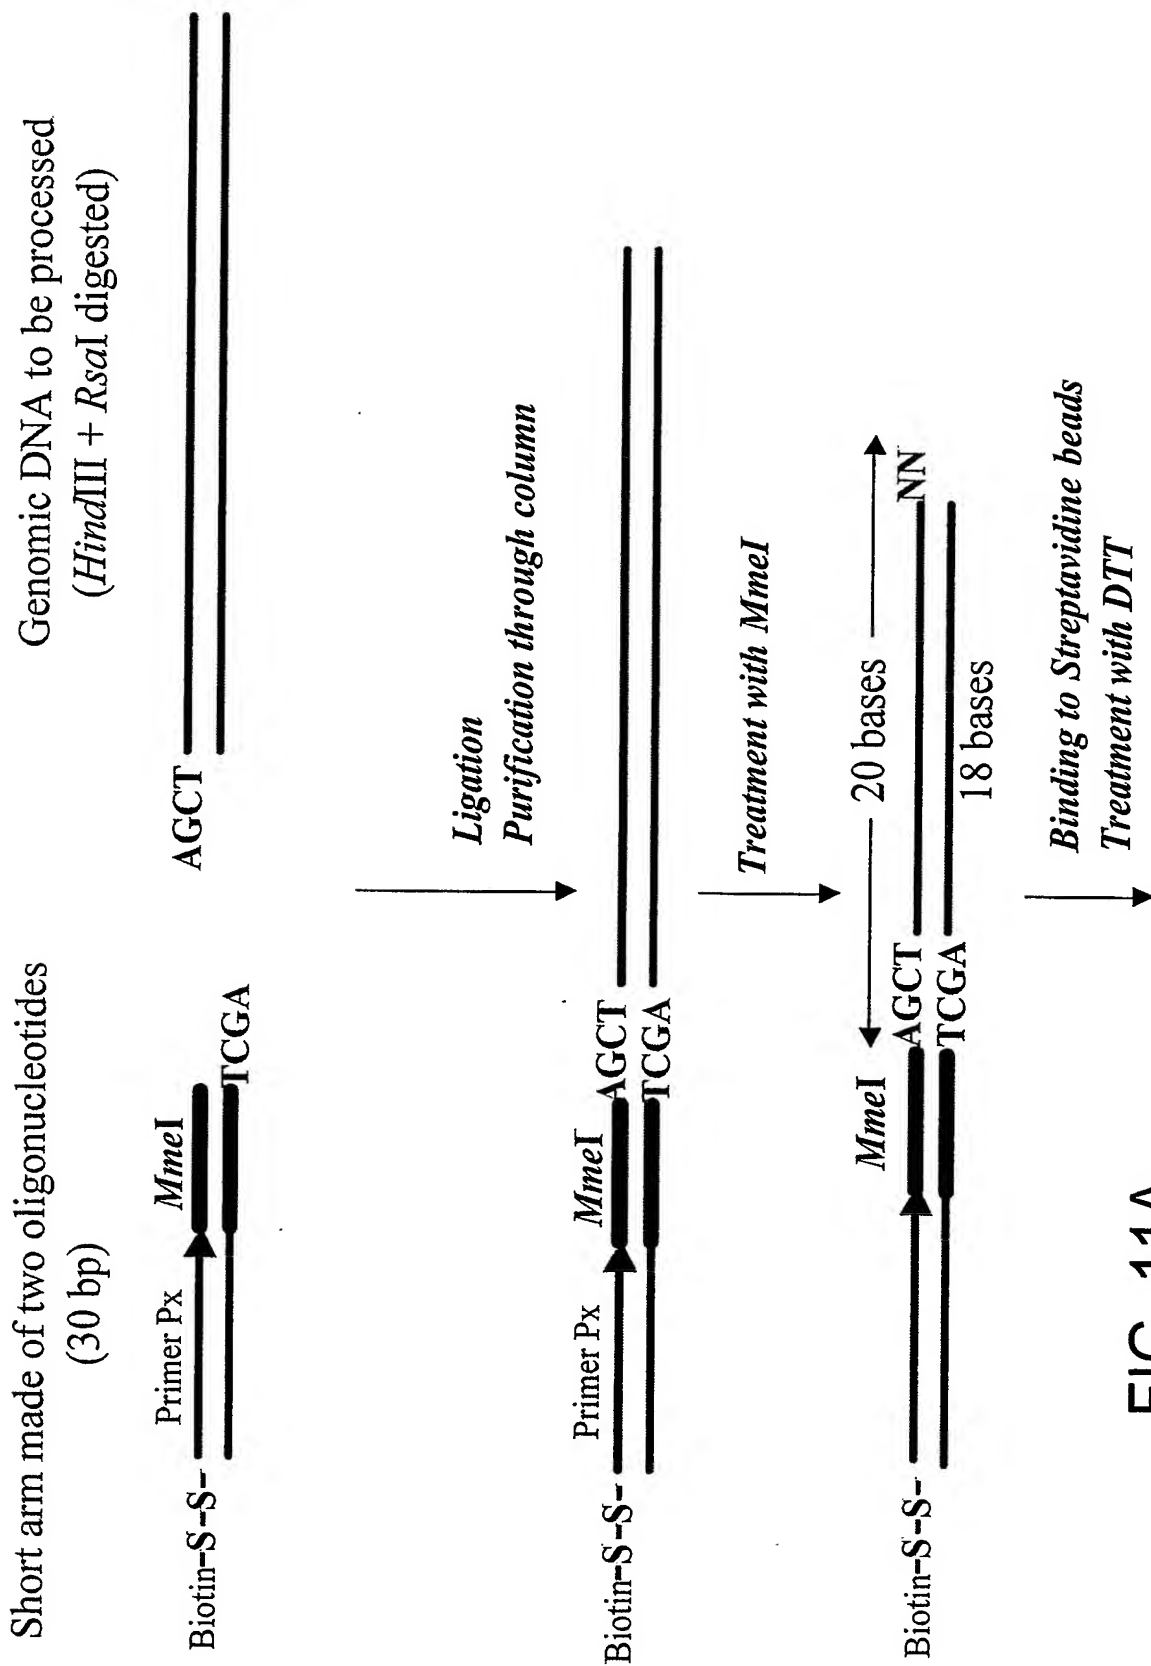 Short arm made of two oligonucleotides
(30 bp)
Genomic DNA to be processed
(HindIII + RsaI digested)
Primer Px
MmeI
AGCT
Biotin-S-S-
TCGA
Ligation
Purification through column
Primer Px
MmeI
AGCT
Biotin-S-S-
TCGA
Treatment with MmeI
20 bases
MmeI
AGCT
NN
Biotin-S-S-
TCGA
18 bases
Binding to Streptavidine beads
Treatment with DTT
FIG. 11A